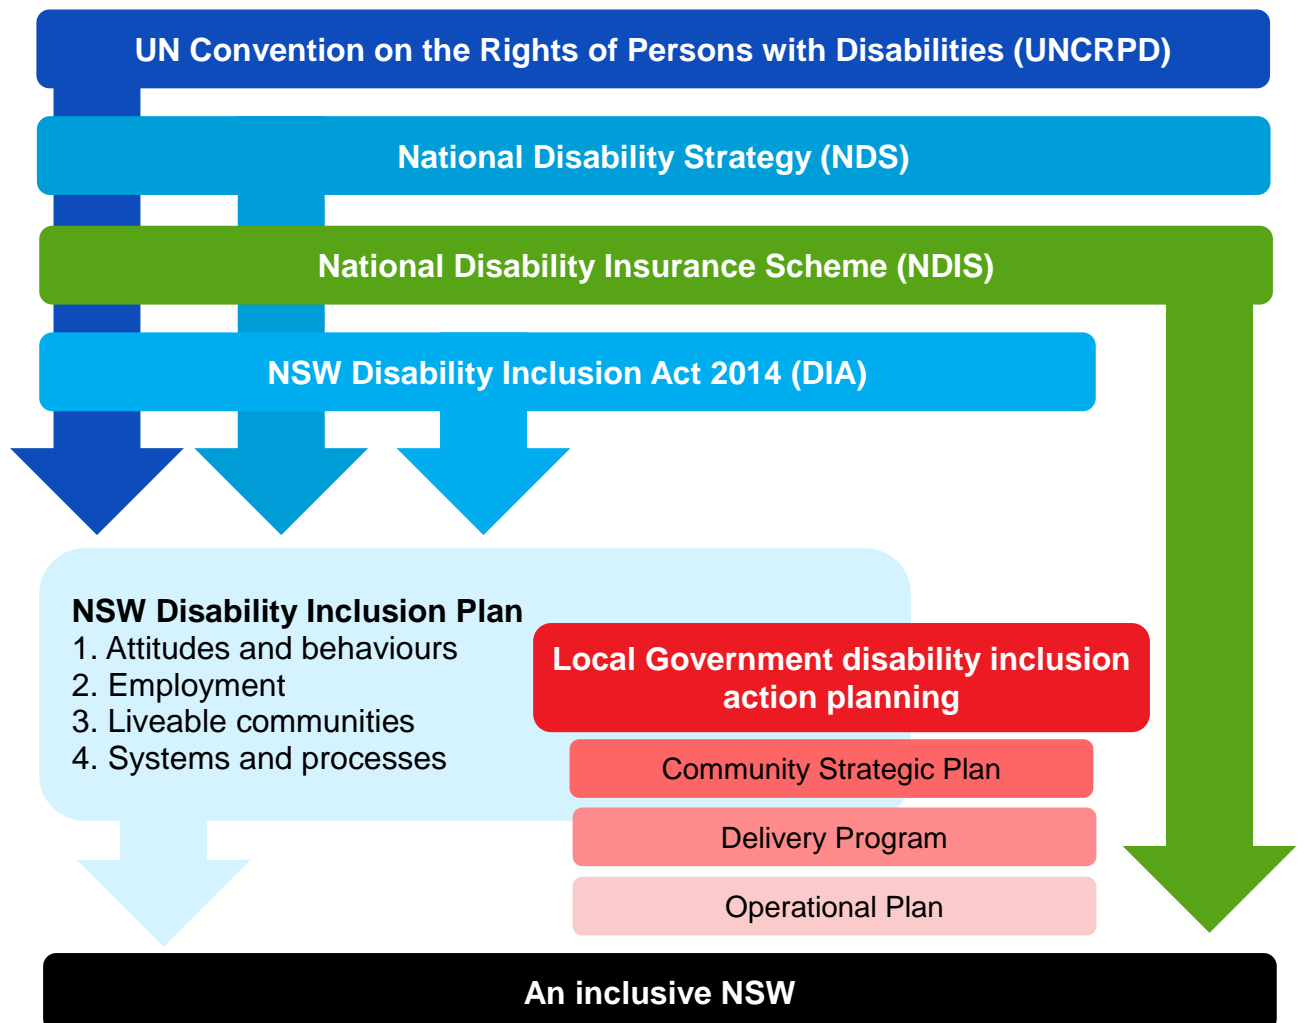 UN Convention on the Rights of Persons with Disabilities (UNCRPD)
National Disability Strategy (NDS)
National Disability Insurance Scheme (NDIS)
NSW Disability Inclusion Act 2014 (DIA)
NSW Disability Inclusion Plan
1. Attitudes and behaviours
2. Employment
3. Liveable communities
4. Systems and processes
Local Government disability inclusion
action planning
Community Strategic Plan
Delivery Program
Operational Plan
An inclusive NSW